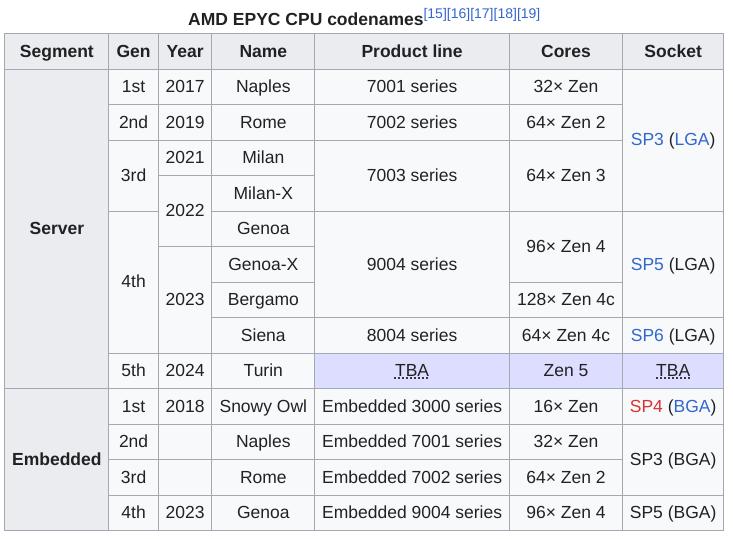 AMD EPYC CPU codenames[15][16][17][18][19]
Segment Gen Year Name Product line Cores Socket
Server 1st 2017 Naples 7001 series 32× Zen SP3 (LGA)
2nd 2019 Rome 7002 series 64× Zen 2
3rd 2021 Milan 7003 series 64× Zen 3
2022 Milan-X
4th Genoa 9004 series 96× Zen 4 SP5 (LGA)
2023 Genoa-X
Bergamo 128× Zen 4c
Siena 8004 series 64× Zen 4c SP6 (LGA)
5th 2024 Turin TBA Zen 5 TBA
Embedded 1st 2018 Snowy Owl Embedded 3000 series 16× Zen SP4 (BGA)
2nd Naples Embedded 7001 series 32× Zen SP3 (BGA)
3rd Rome Embedded 7002 series 64× Zen 2
4th 2023 Genoa Embedded 9004 series 96× Zen 4 SP5 (BGA)